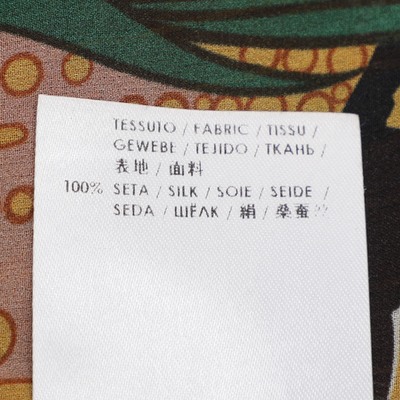 TESSUTO / FABRIC / TISSU /
GEWEBE / TEJIDO / ТКАНЬ /
表地 / 面料
100% SETA / SILK / SOIE / SEIDE /
SEDA / ШЁЛК / 絹 / 桑蚕